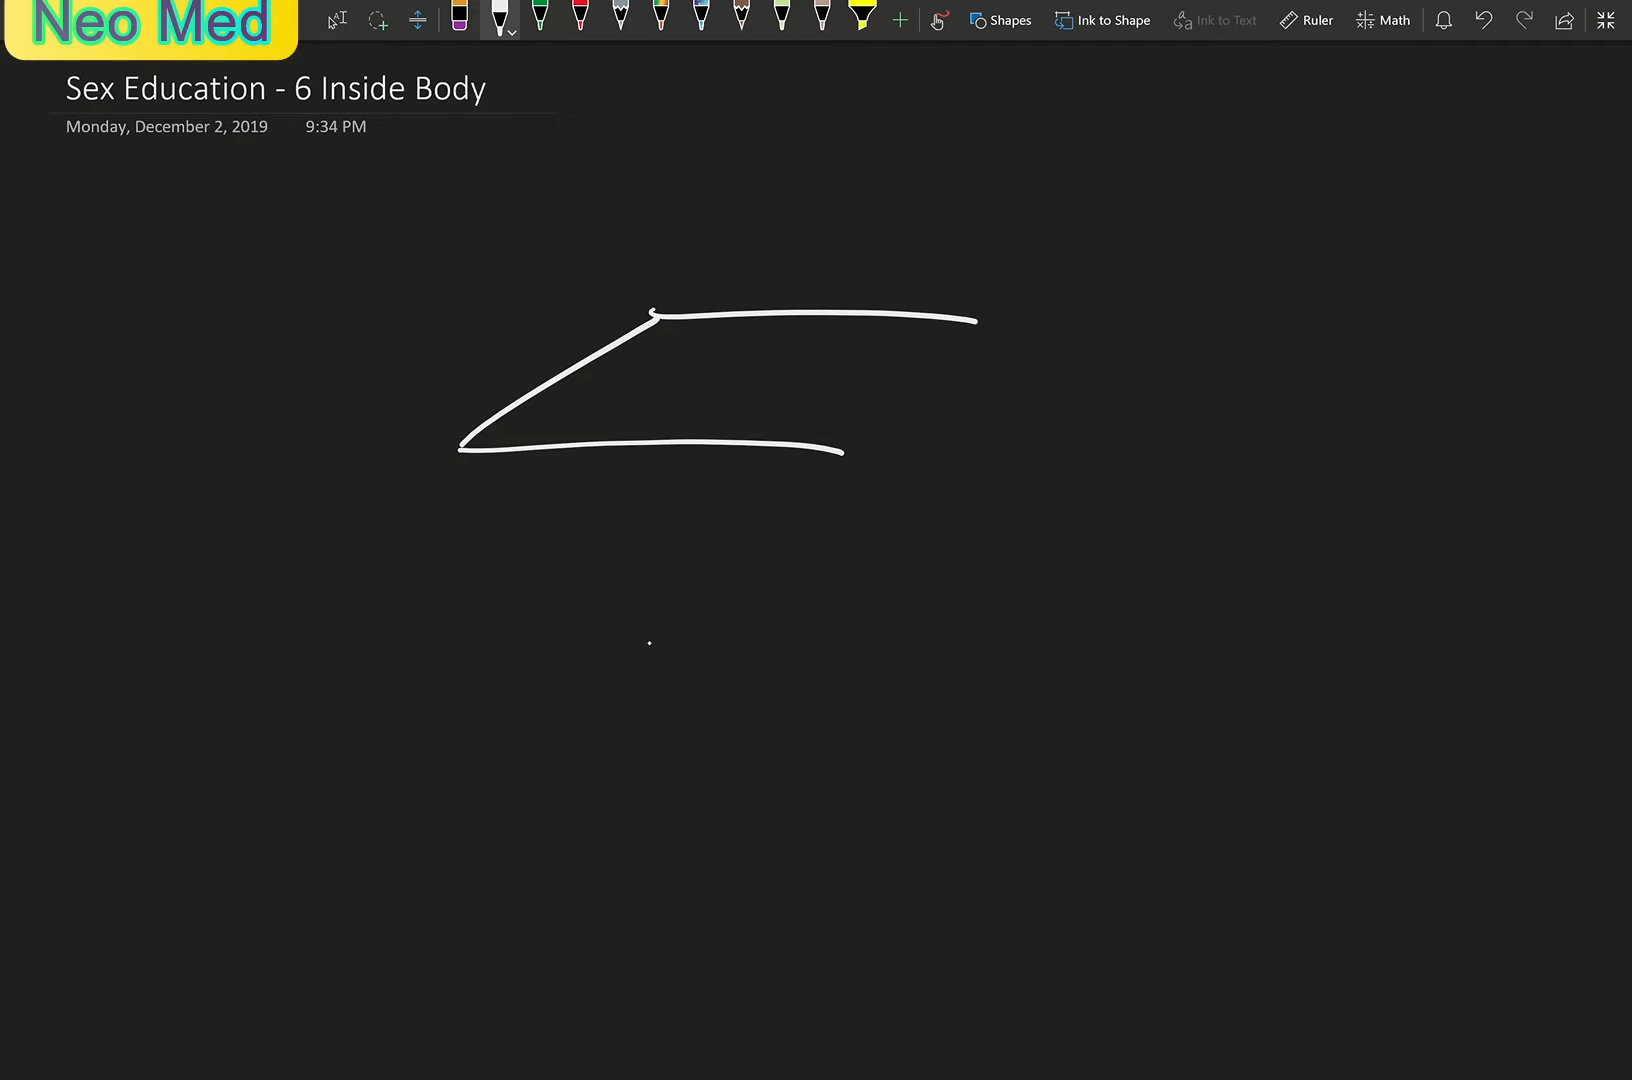 Neo Med
Shapes
Ink to Shape
Ink to Text
Ruler
Math
Sex Education - 6 Inside Body
Monday, December 2, 2019 9:34 PM